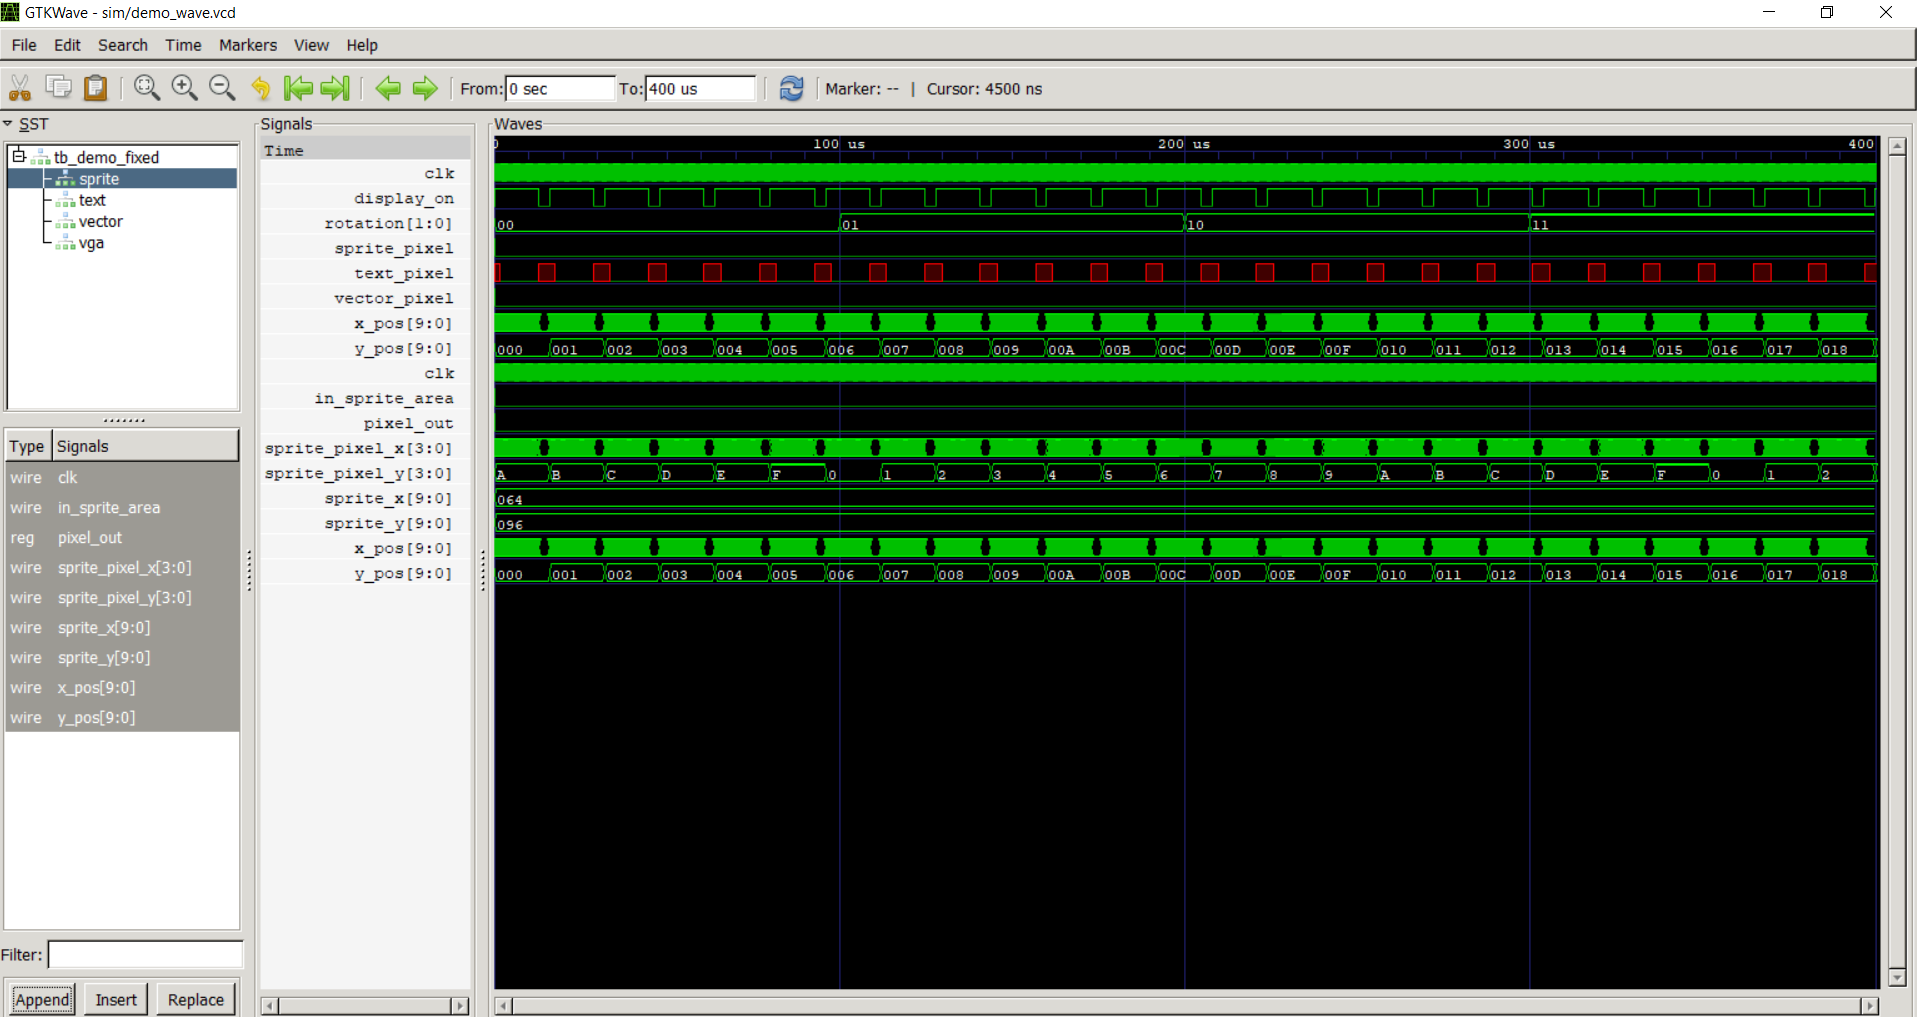 GTKWave - sim/demo_wave.vcd
File Edit Search Time Markers View Help
From: 0 sec To: 400 us Marker: -- | Cursor: 4500 ns
SST
tb_demo_fixed
sprite
text
vector
vga
Type Signals
wire clk
wire in_sprite_area
reg pixel_out
wire sprite_pixel_x[3:0]
wire sprite_pixel_y[3:0]
wire sprite_x[9:0]
wire sprite_y[9:0]
wire x_pos[9:0]
wire y_pos[9:0]
Filter:
Append Insert Replace
Signals
Time
clk
display_on
rotation[1:0]
sprite_pixel
text_pixel
vector_pixel
x_pos[9:0]
y_pos[9:0]
clk
in_sprite_area
pixel_out
sprite_pixel_x[3:0]
sprite_pixel_y[3:0]
sprite_x[9:0]
sprite_y[9:0]
x_pos[9:0]
y_pos[9:0]
Waves
100 us 200 us 300 us 400
00 01 10 11
000 001 002 003 004 005 006 007 008 009 00A 00B 00C 00D 00E 00F 010 011 012 013 014 015 016 017 018
A B C D E F 0 1 2 3 4 5 6 7 8 9 A B C D E F 0 1 2
064
096
000 001 002 003 004 005 006 007 008 009 00A 00B 00C 00D 00E 00F 010 011 012 013 014 015 016 017 018